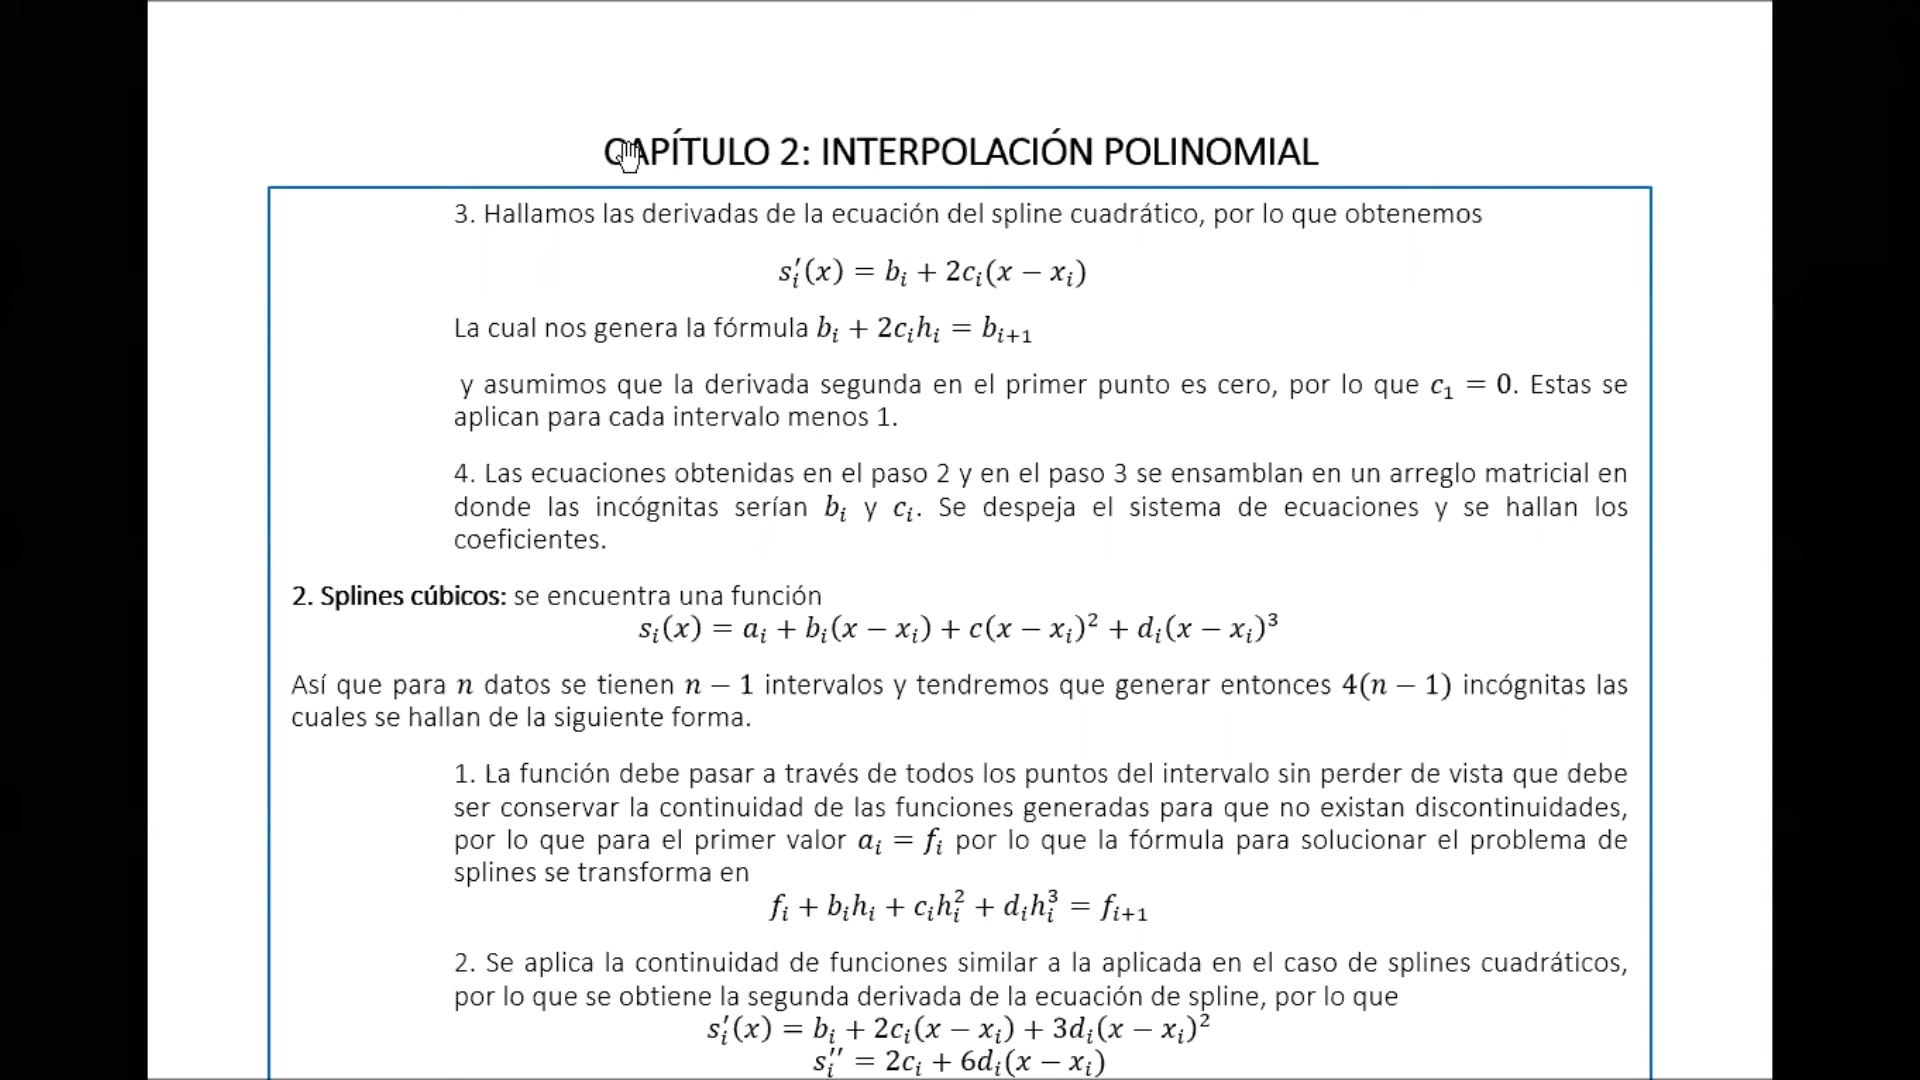 CAPÍTULO 2: INTERPOLACIÓN POLINOMIAL
3. Hallamos las derivadas de la ecuación del spline cuadrático, por lo que obtenemos
s′ᵢ(x) = bᵢ + 2cᵢ(x − xᵢ)
La cual nos genera la fórmula bᵢ + 2cᵢhᵢ = bᵢ₊₁
y asumimos que la derivada segunda en el primer punto es cero, por lo que c₁ = 0. Estas se
aplican para cada intervalo menos 1.
4. Las ecuaciones obtenidas en el paso 2 y en el paso 3 se ensamblan en un arreglo matricial en
donde las incógnitas serían bᵢ y cᵢ. Se despeja el sistema de ecuaciones y se hallan los
coeficientes.
2. Splines cúbicos: se encuentra una función
sᵢ(x) = aᵢ + bᵢ(x − xᵢ) + c(x − xᵢ)² + dᵢ(x − xᵢ)³
Así que para n datos se tienen n − 1 intervalos y tendremos que generar entonces 4(n − 1) incógnitas las
cuales se hallan de la siguiente forma.
1. La función debe pasar a través de todos los puntos del intervalo sin perder de vista que debe
ser conservar la continuidad de las funciones generadas para que no existan discontinuidades,
por lo que para el primer valor aᵢ = fᵢ por lo que la fórmula para solucionar el problema de
splines se transforma en
fᵢ + bᵢhᵢ + cᵢhᵢ² + dᵢhᵢ³ = fᵢ₊₁
2. Se aplica la continuidad de funciones similar a la aplicada en el caso de splines cuadráticos,
por lo que se obtiene la segunda derivada de la ecuación de spline, por lo que
s′ᵢ(x) = bᵢ + 2cᵢ(x − xᵢ) + 3dᵢ(x − xᵢ)²
s′′ᵢ = 2cᵢ + 6dᵢ(x − xᵢ)